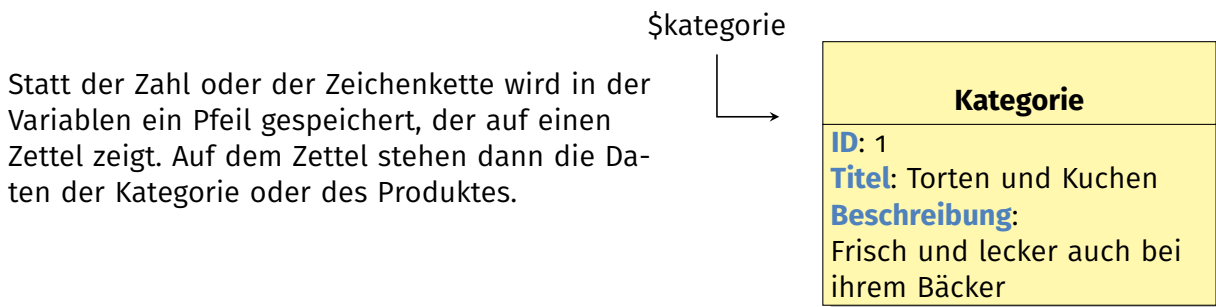 $kategorie
Statt der Zahl oder der Zeichenkette wird in der
Variablen ein Pfeil gespeichert, der auf einen
Zettel zeigt. Auf dem Zettel stehen dann die Da-
ten der Kategorie oder des Produktes.
Kategorie
ID: 1
Titel: Torten und Kuchen
Beschreibung:
Frisch und lecker auch bei
ihrem Bäcker